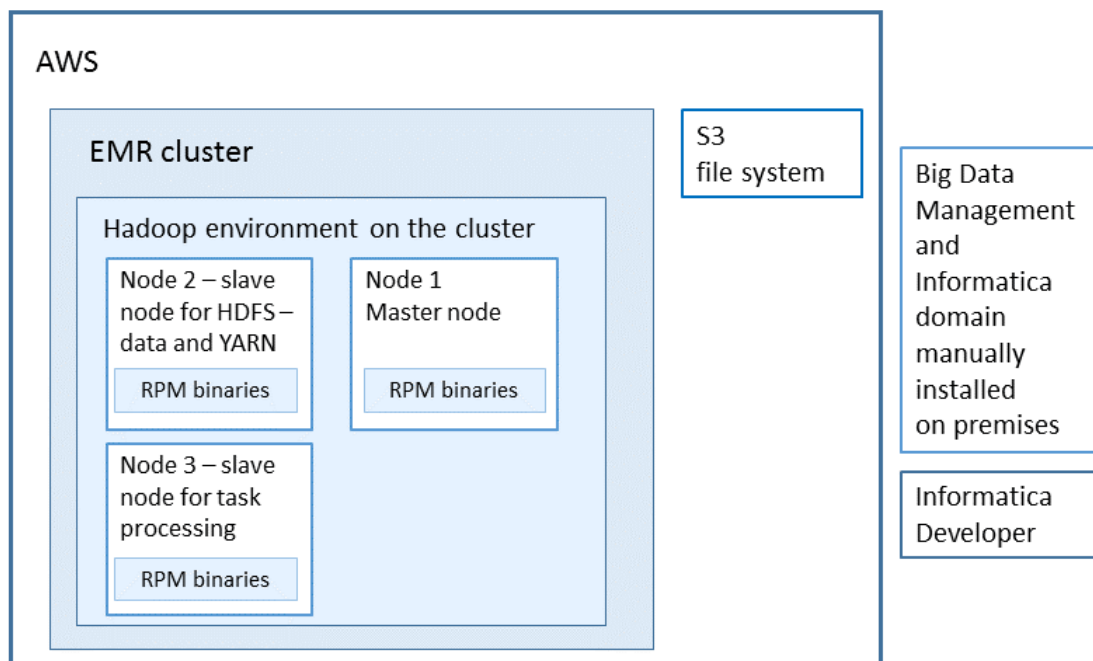 AWS
EMR cluster
Hadoop environment on the cluster
Node 2 – slave
node for HDFS –
data and YARN
RPM binaries
Node 1
Master node
RPM binaries
Node 3 – slave
node for task
processing
RPM binaries
S3
file system
Big Data
Management
and
Informatica
domain
manually
installed
on premises
Informatica
Developer